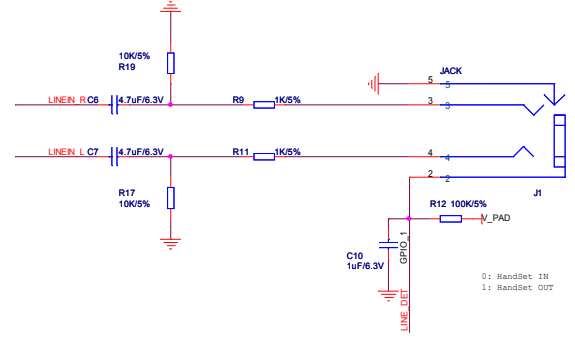 10K/5%
R19
JACK
5 5
LINEIN_R C6 4.7uF/6.3V R9 1K/5% 3 3
LINEIN_L C7 4.7uF/6.3V R11 1K/5% 4 4
2 2
R17
10K/5%
J1
R12 100K/5%
V_PAD
C10
1uF/6.3V
GPIO_1
LINE_DET
0: HandSet IN
1: HandSet OUT